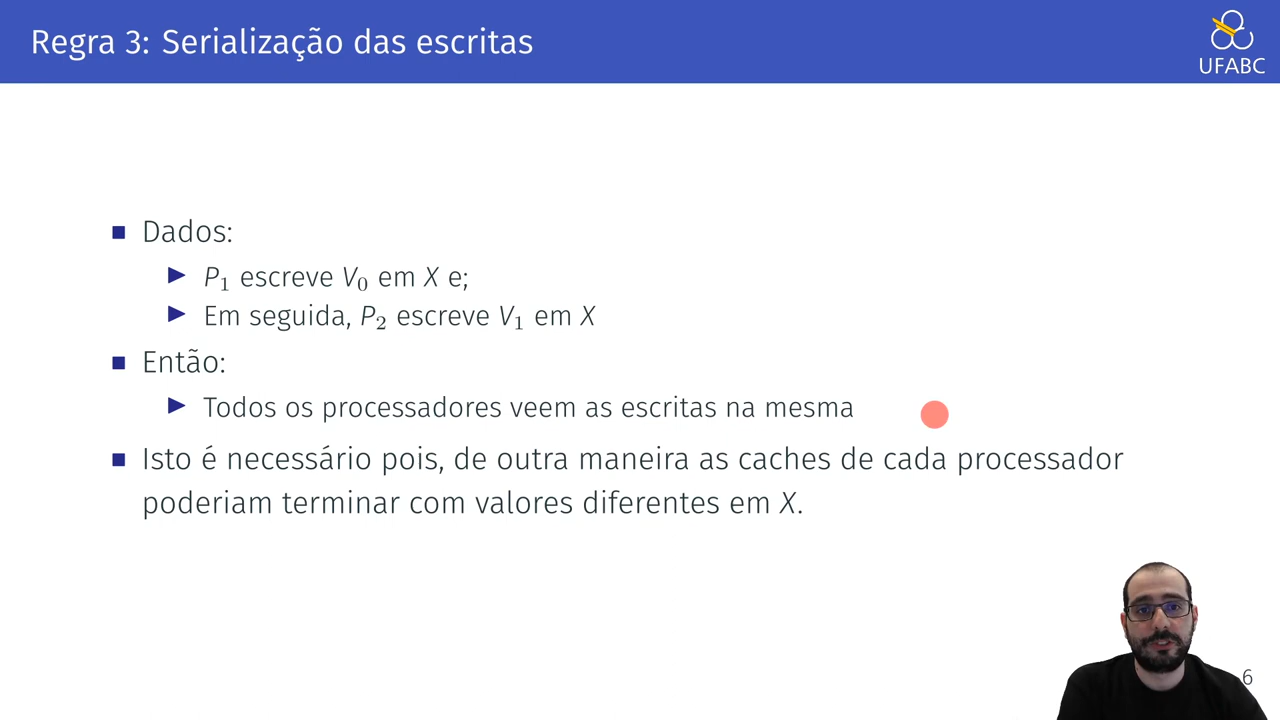 Regra 3: Serialização das escritas
UFABC
■ Dados:
▶ P₁ escreve V₀ em X e;
▶ Em seguida, P₂ escreve V₁ em X
■ Então:
▶ Todos os processadores veem as escritas na mesma
■ Isto é necessário pois, de outra maneira as caches de cada processador
poderiam terminar com valores diferentes em X.
6